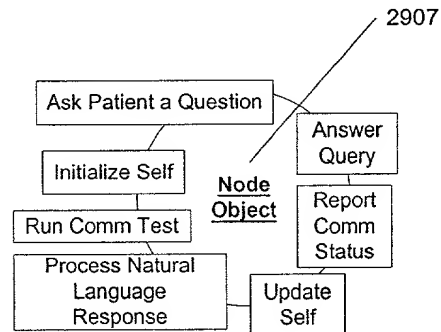 2907
Ask Patient a Question
Answer
Query
Initialize Self
Node
Object
Report
Comm
Status
Run Comm Test
Process Natural
Language
Response
Update
Self